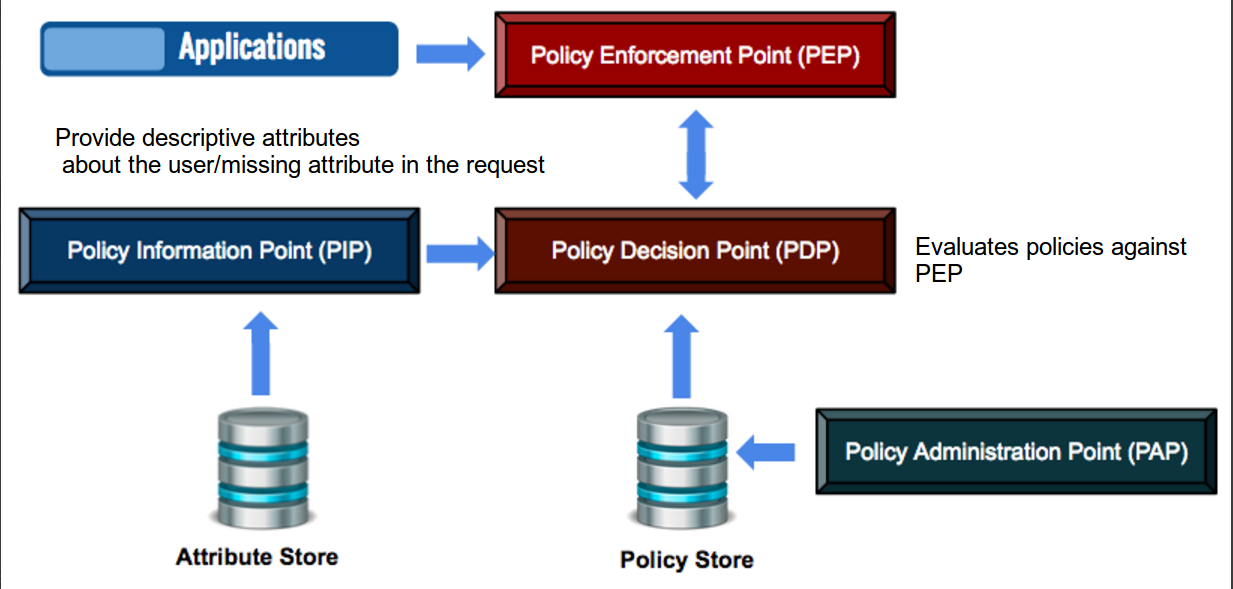 Applications
Policy Enforcement Point (PEP)
Provide descriptive attributes
about the user/missing attribute in the request
Policy Information Point (PIP)
Policy Decision Point (PDP)
Evaluates policies against
PEP
Policy Administration Point (PAP)
Attribute Store
Policy Store